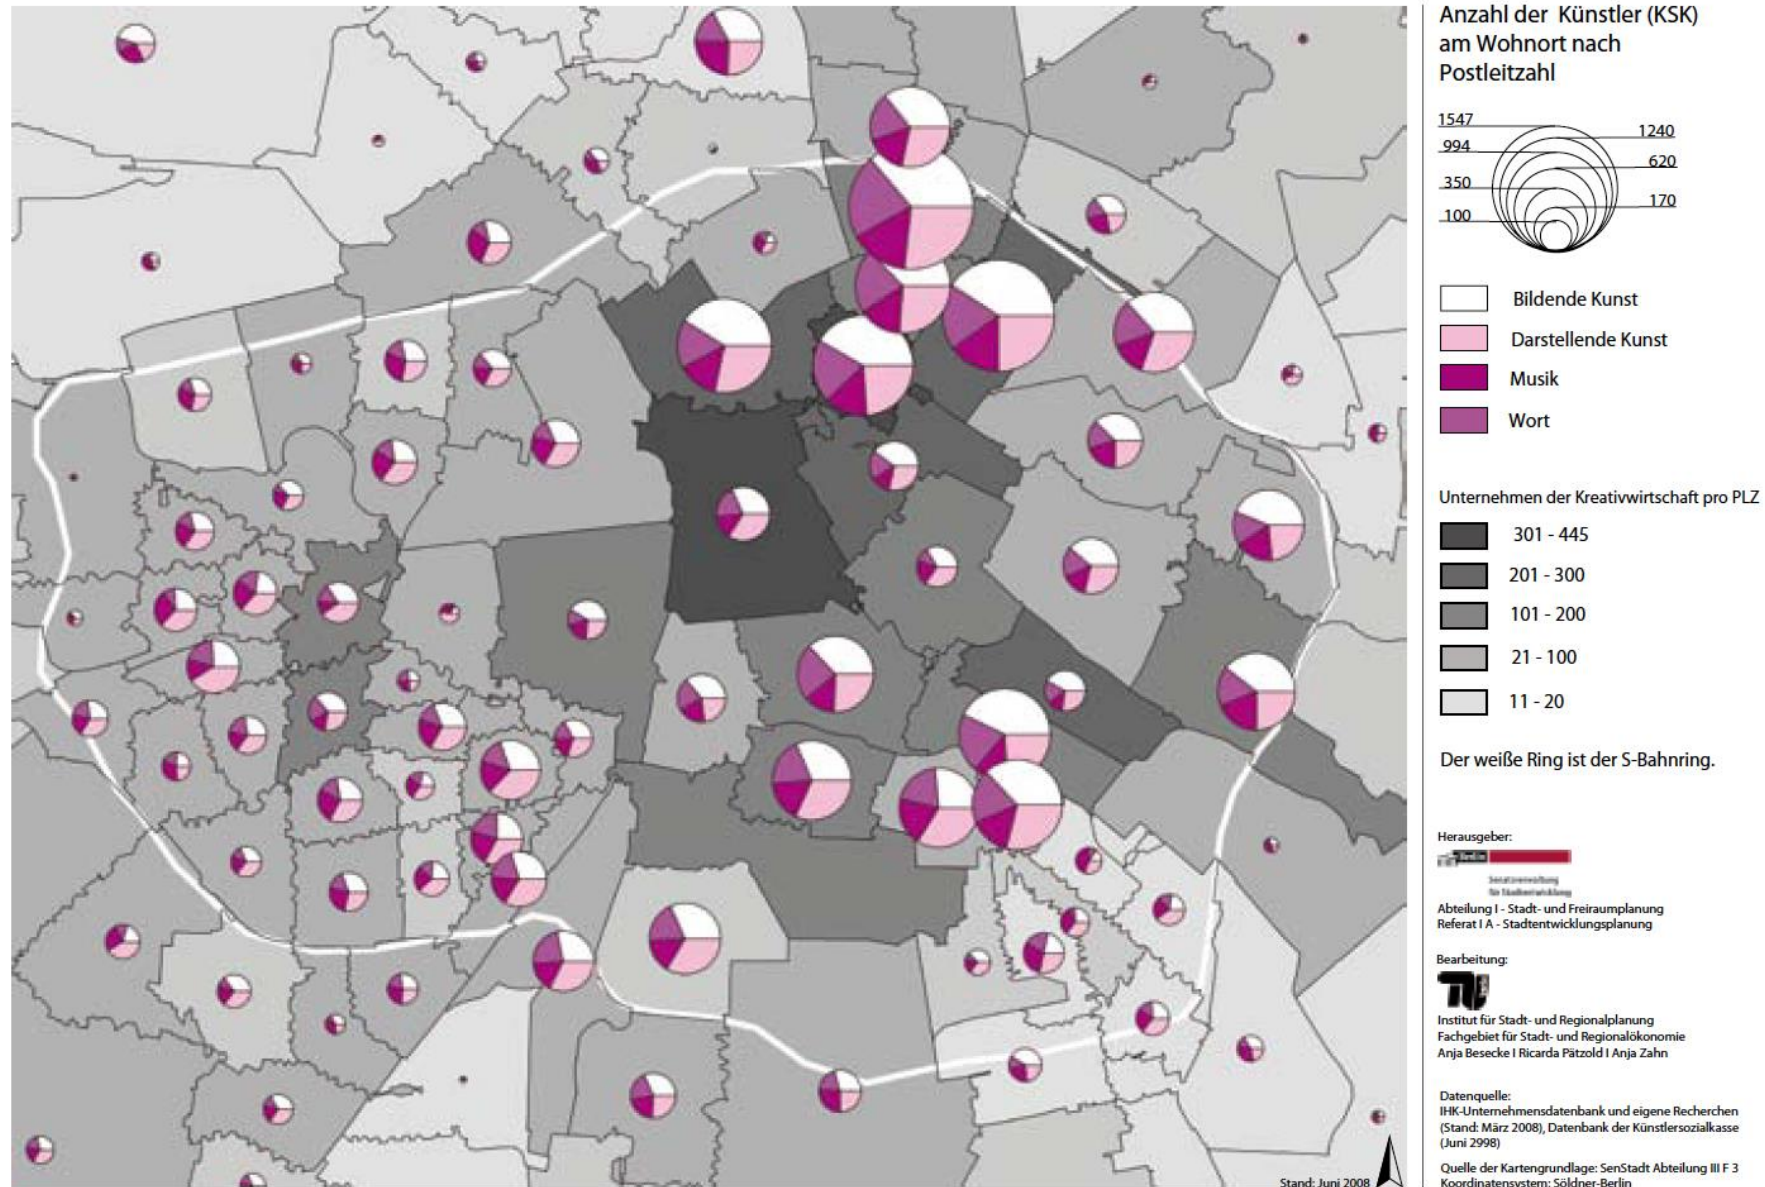 Anzahl der Künstler (KSK)
am Wohnort nach
Postleitzahl
1547
1240
994
620
350
170
100
Bildende Kunst
Darstellende Kunst
Musik
Wort
Unternehmen der Kreativwirtschaft pro PLZ
301 - 445
201 - 300
101 - 200
21 - 100
11 - 20
Der weiße Ring ist der S-Bahnring.
Herausgeber:
Senatsverwaltung
für Stadtentwicklung
Abteilung I - Stadt- und Freiraumplanung
Referat I A - Stadtentwicklungsplanung
Bearbeitung:
Institut für Stadt- und Regionalplanung
Fachgebiet für Stadt- und Regionalökonomie
Anja Besecke I Ricarda Pätzold I Anja Zahn
Datenquelle:
IHK-Unternehmensdatenbank und eigene Recherchen
(Stand: März 2008), Datenbank der Künstlersozialkasse
(Juni 2998)
Quelle der Kartengrundlage: SenStadt Abteilung III F 3
Koordinatensystem: Söldner-Berlin
Stand: Juni 2008